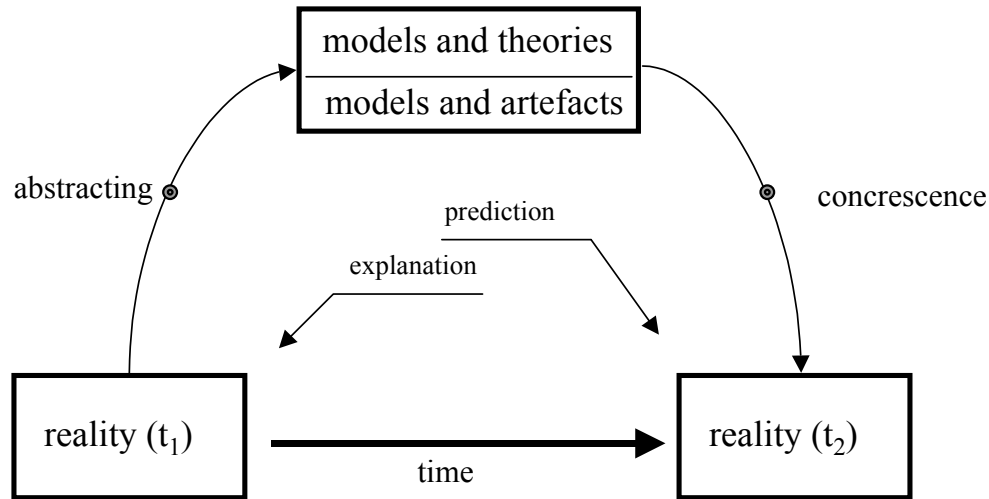 models and theories
models and artefacts
abstracting
concrescence
prediction
explanation
reality (t₁)
reality (t₂)
time